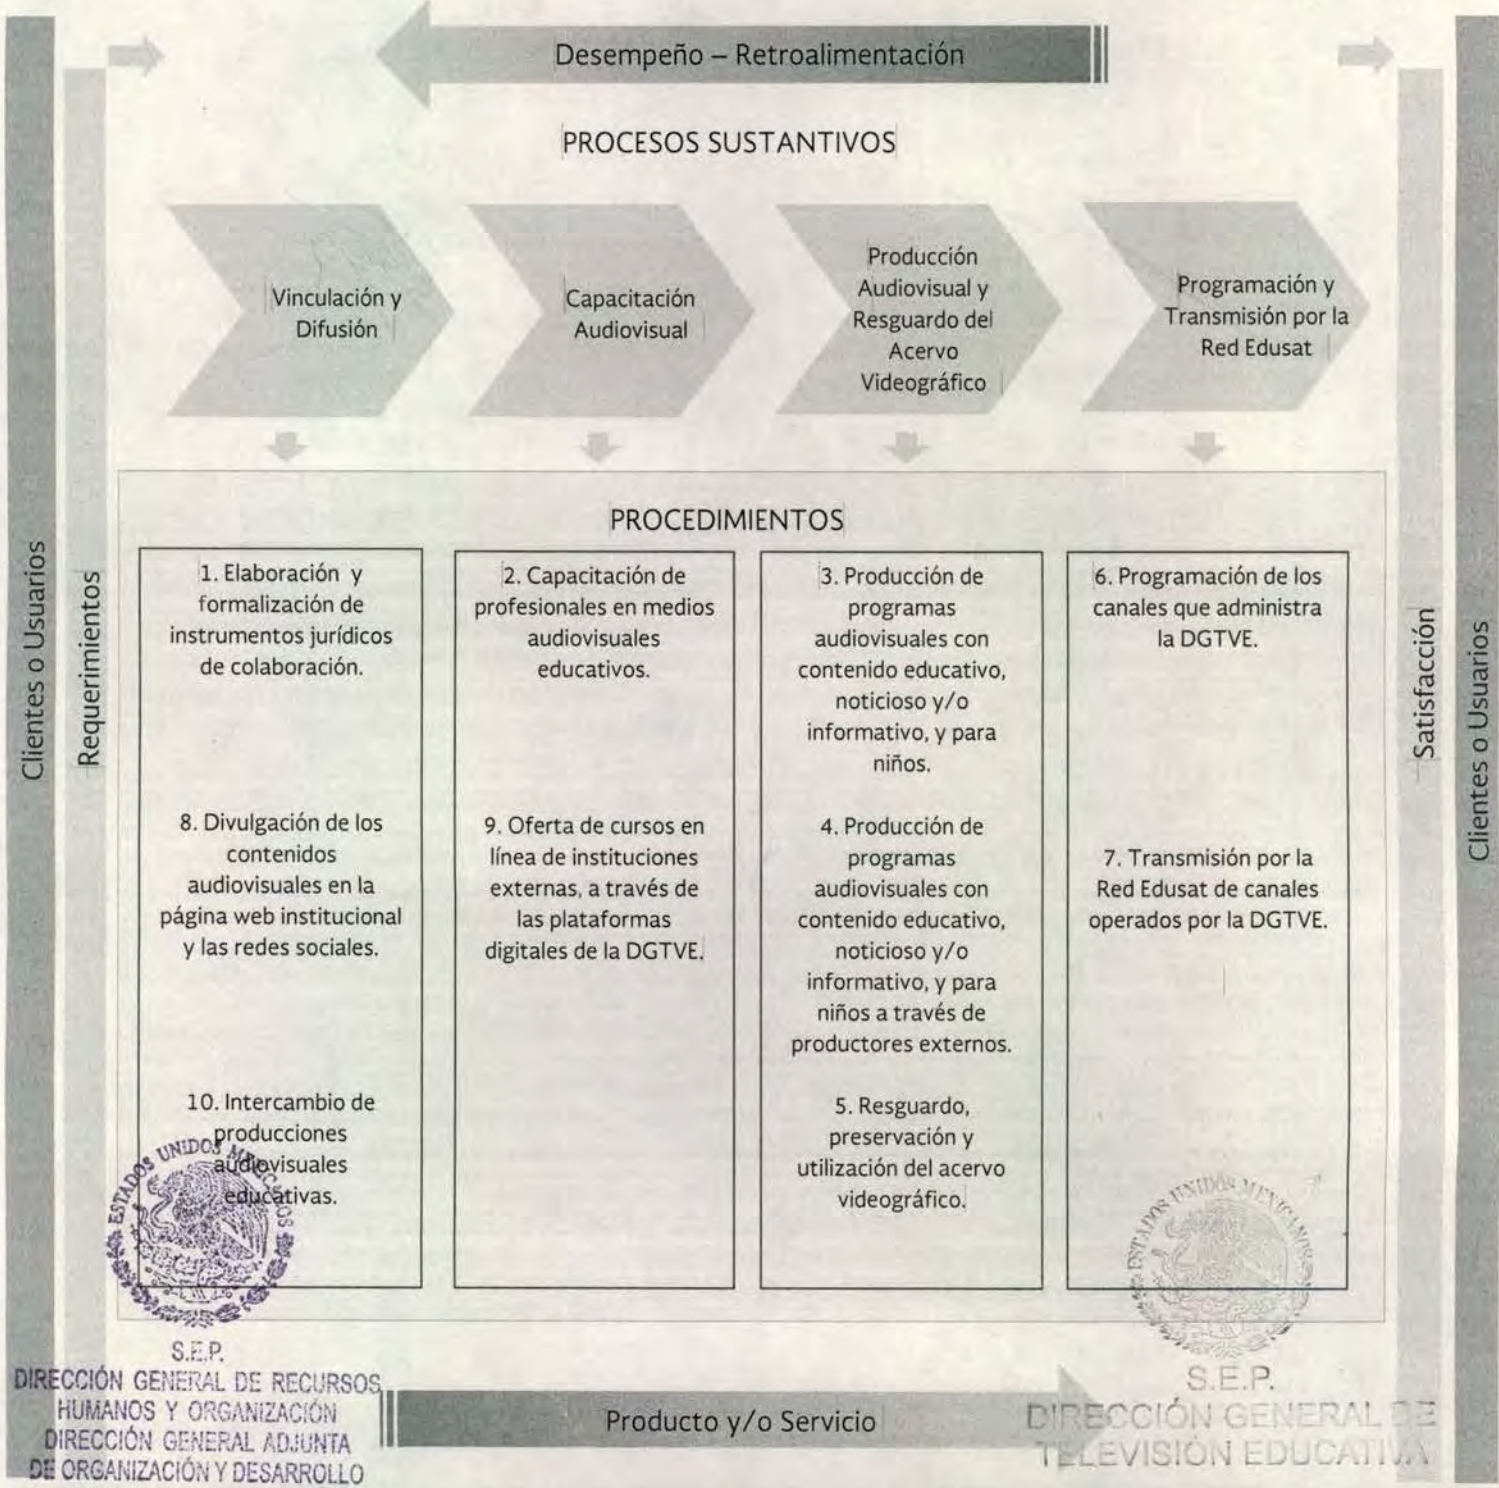 Desempeño – Retroalimentación
PROCESOS SUSTANTIVOS
Clientes o Usuarios
Requerimientos
Vinculación y
Difusión
Capacitación
Audiovisual
Producción
Audiovisual y
Resguardo del
Acervo
Videográfico
Programación y
Transmisión por la
Red Edusat
PROCEDIMIENTOS
1. Elaboración y
formalización de
instrumentos jurídicos
de colaboración.
8. Divulgación de los
contenidos
audiovisuales en la
página web institucional
y las redes sociales.
10. Intercambio de
producciones
audiovisuales
educativas.
2. Capacitación de
profesionales en medios
audiovisuales
educativos.
9. Oferta de cursos en
línea de instituciones
externas, a través de
las plataformas
digitales de la DGTVE.
3. Producción de
programas
audiovisuales con
contenido educativo,
noticioso y/o
informativo, y para
niños.
4. Producción de
programas
audiovisuales con
contenido educativo,
noticioso y/o
informativo, y para
niños a través de
productores externos.
5. Resguardo,
preservación y
utilización del acervo
videográfico.
6. Programación de los
canales que administra
la DGTVE.
7. Transmisión por la
Red Edusat de canales
operados por la DGTVE.
Satisfacción
Clientes o Usuarios
ESTADOS UNIDOS MEXICANOS
S.E.P.
DIRECCIÓN GENERAL DE RECURSOS
HUMANOS Y ORGANIZACIÓN
DIRECCIÓN GENERAL ADJUNTA
DE ORGANIZACIÓN Y DESARROLLO
Producto y/o Servicio
ESTADOS UNIDOS MEXICANOS
S.E.P.
DIRECCIÓN GENERAL DE
TELEVISIÓN EDUCATIVA